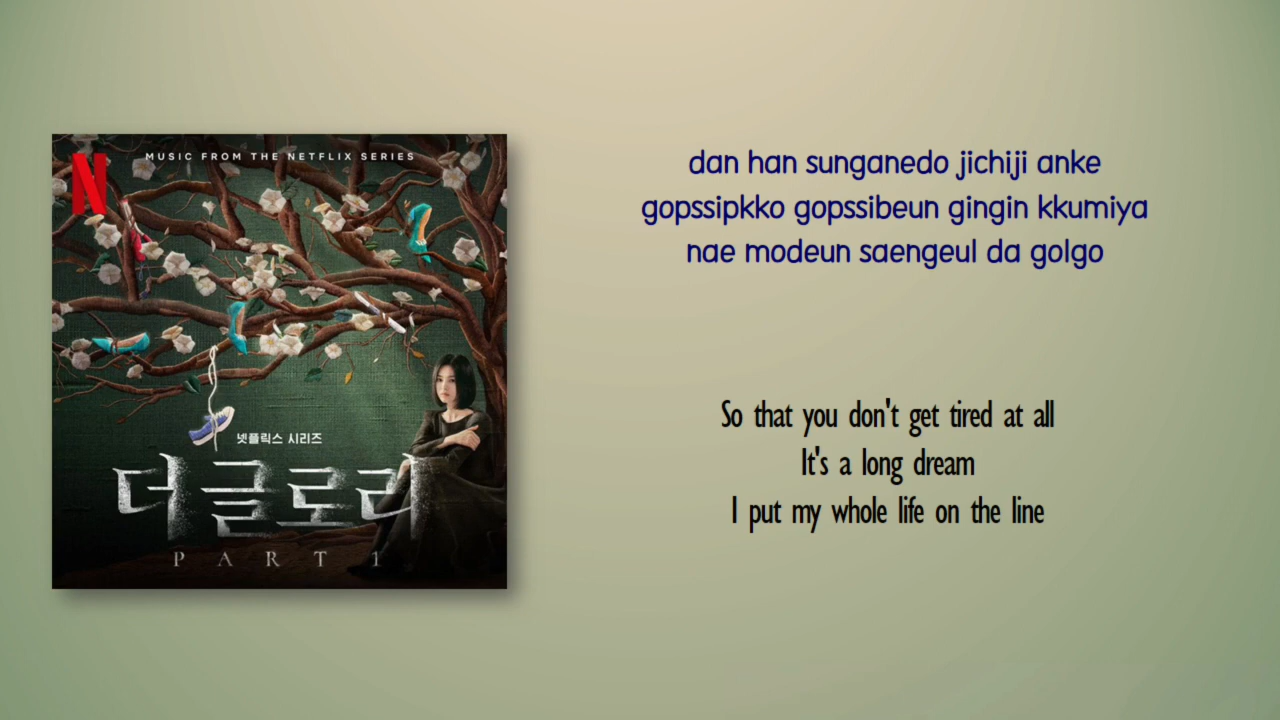 MUSIC FROM THE NETFLIX SERIES
N
넷플릭스 시리즈
더 글로리
PART 1
dan han sunganedo jichiji anke
gopssipkko gopssibeun gingin kkumiya
nae modeun saengeul da golgo
So that you don't get tired at all
It's a long dream
I put my whole life on the line